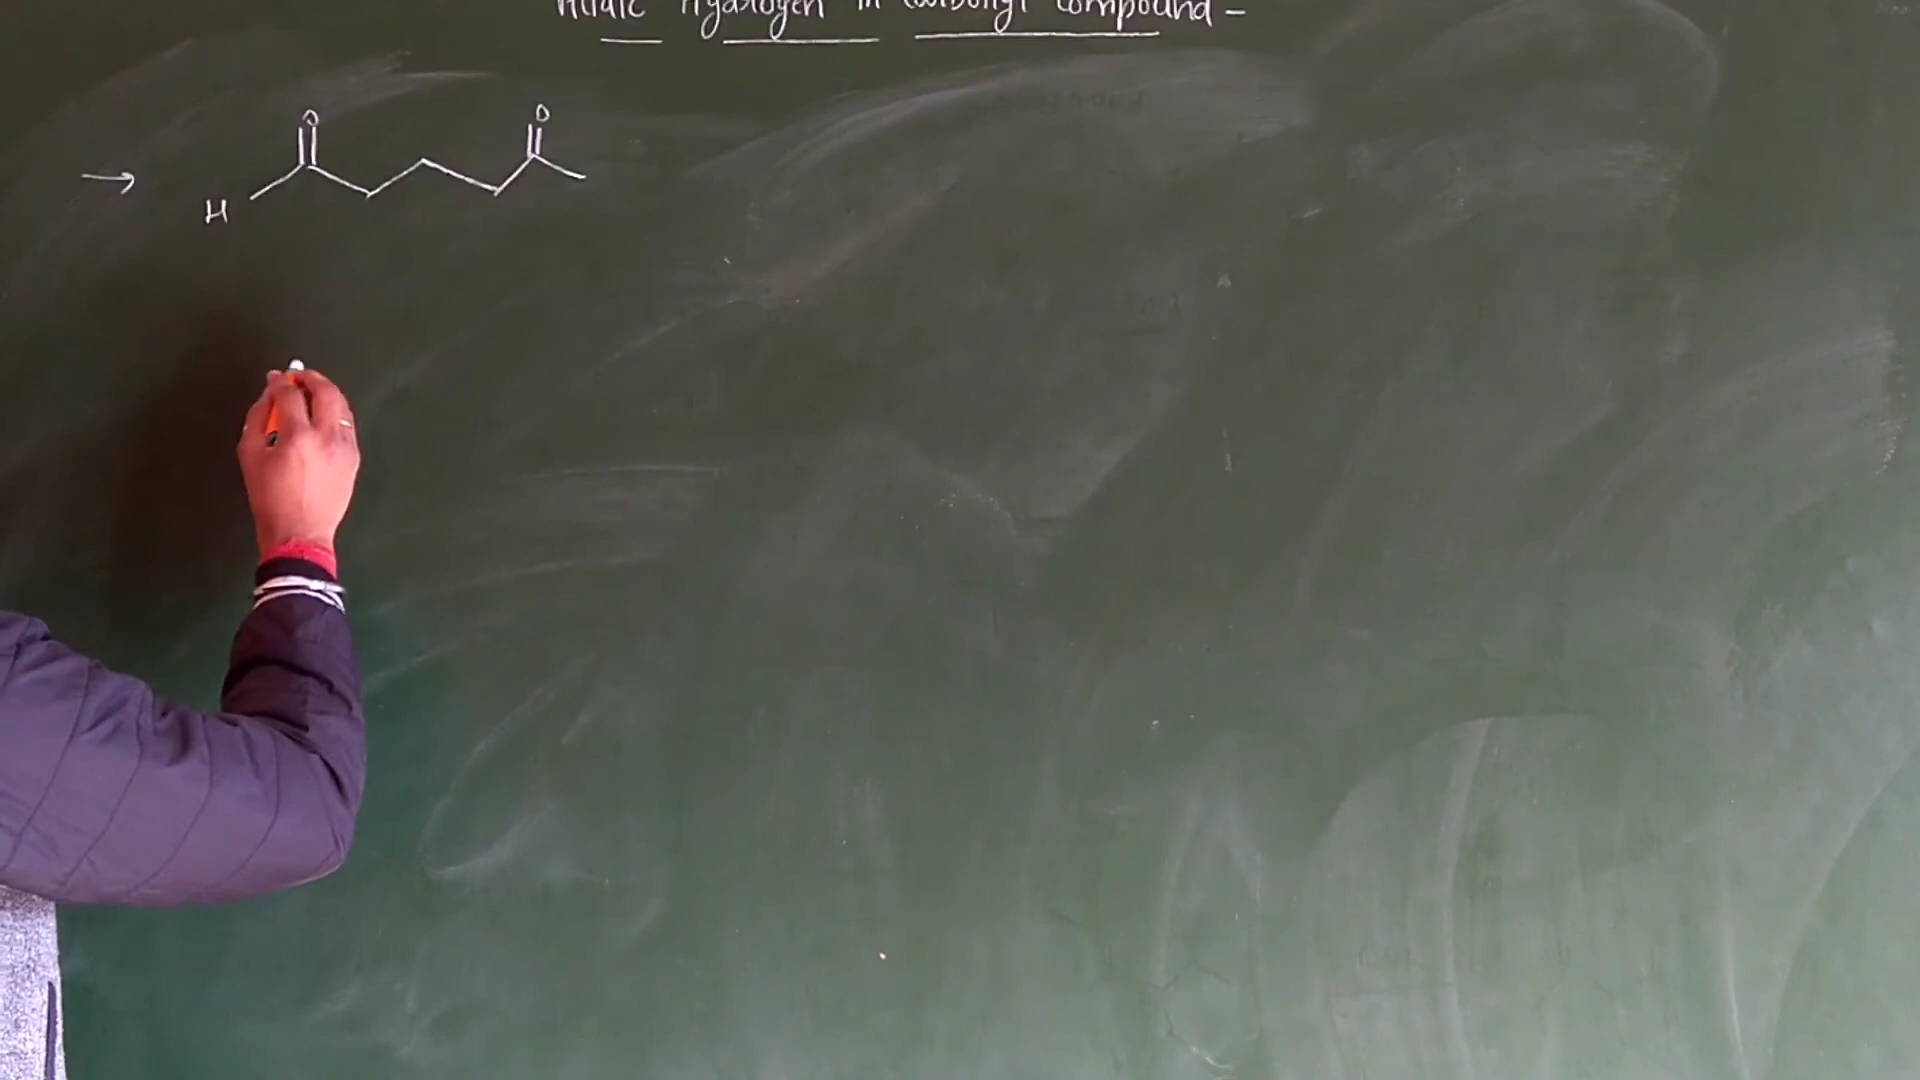 Acidic Hydrogen in carbonyl compound -
O O
→ H